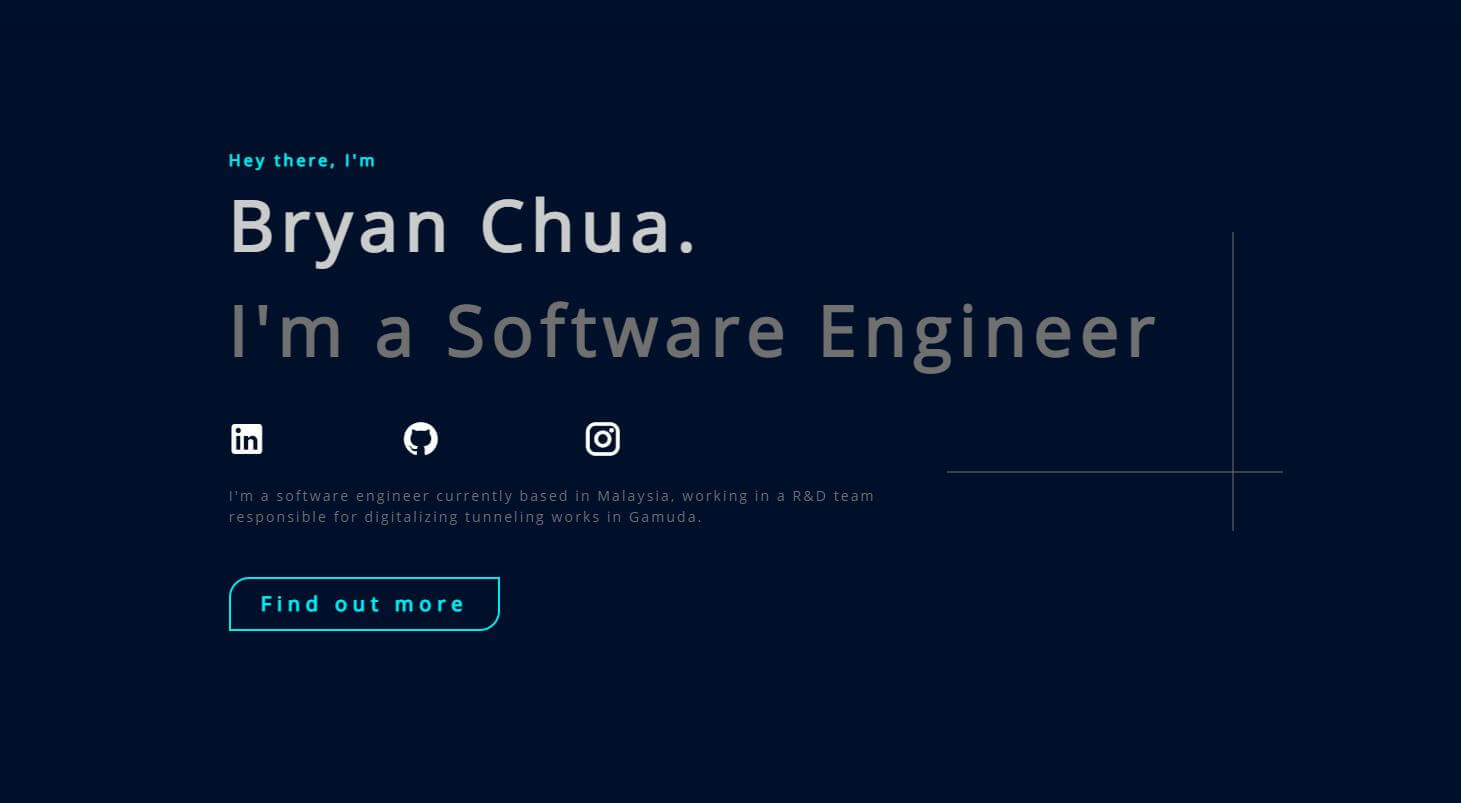 Hey there, I'm
Bryan Chua.
I'm a Software Engineer
in
I'm a software engineer currently based in Malaysia, working in a R&D team
responsible for digitalizing tunneling works in Gamuda.
Find out more